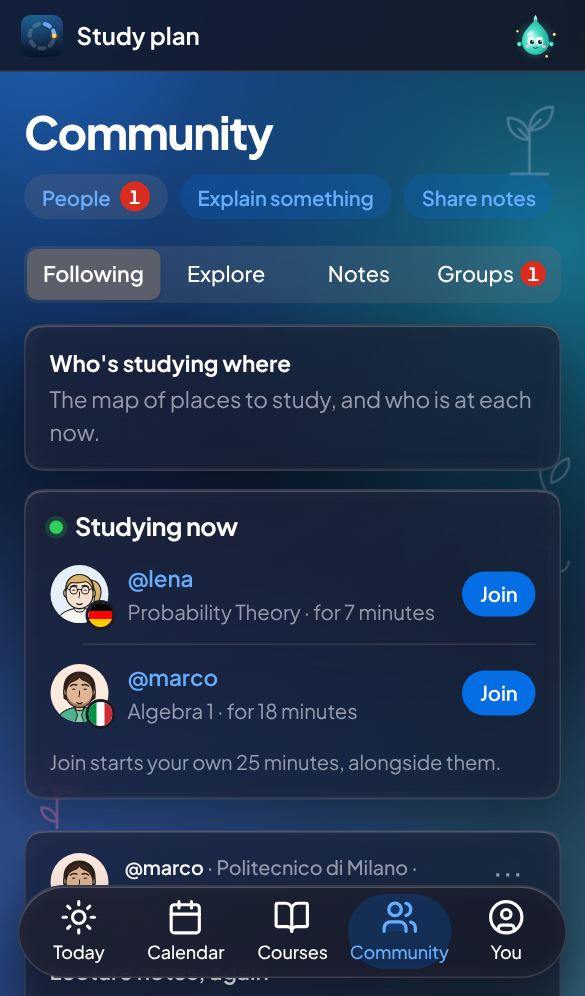 Study plan
Community
People 1
Explain something
Share notes
Following
Explore
Notes
Groups 1
Who's studying where
The map of places to study, and who is at each
now.
Studying now
@lena
Probability Theory · for 7 minutes
Join
@marco
Algebra 1 · for 18 minutes
Join
Join starts your own 25 minutes, alongside them.
@marco · Politecnico di Milano ·
...
Today
Calendar
Courses
Community
You